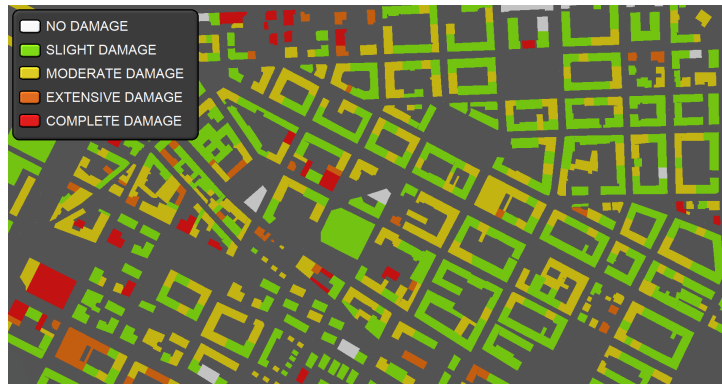 NO DAMAGE
SLIGHT DAMAGE
MODERATE DAMAGE
EXTENSIVE DAMAGE
COMPLETE DAMAGE